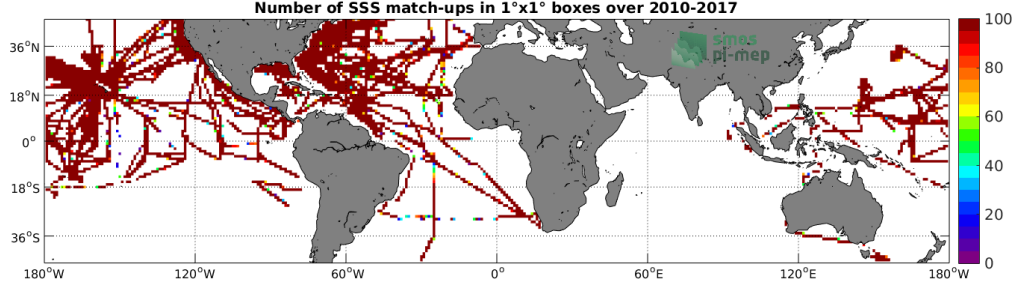 Number of SSS match-ups in 1°x1° boxes over 2010-2017
smos
pi-mep
36°N
18°N
0°
18°S
36°S
180°W
120°W
60°W
0°
60°E
120°E
180°W
100
80
60
40
20
0